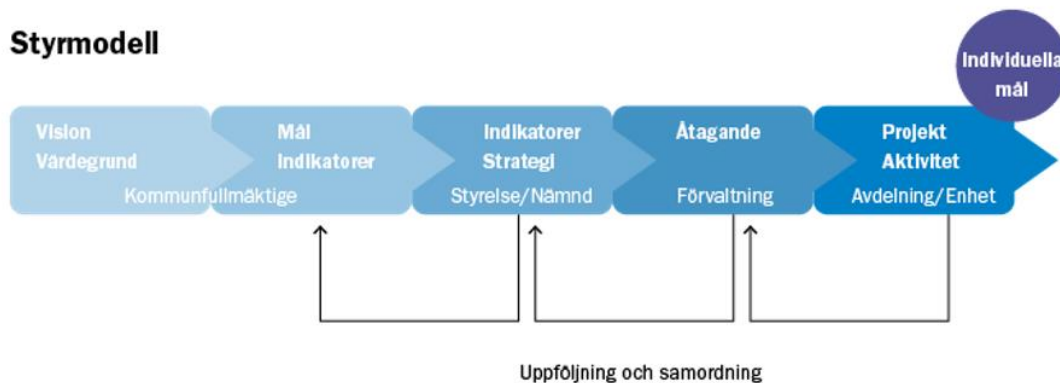 Styrmodell
Individuella
mål
Vision
Värdegrund
Mål
Indikatorer
Kommunfullmäktige
Indikatorer
Strategi
Styrelse/Nämnd
Åtagande
Förvaltning
Projekt
Aktivitet
Avdelning/Enhet
Uppföljning och samordning